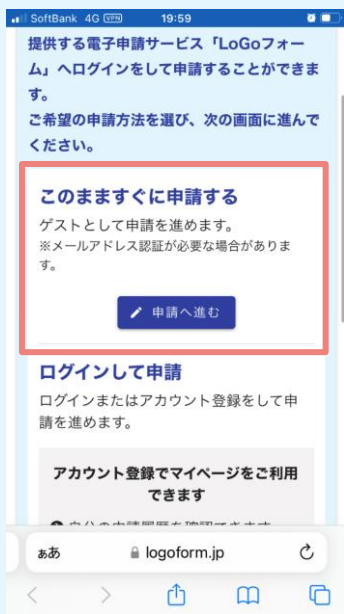 SoftBank 4G VPN 19:59
提供する電子申請サービス「LoGoフォー
ム」へログインをして申請することができま
す。
ご希望の申請方法を選び、次の画面に進んで
ください。
このまますぐに申請する
ゲストとして申請を進めます。
※メールアドレス認証が必要な場合がありま
す。
申請へ進む
ログインして申請
ログインまたはアカウント登録をして申
請を進めます。
アカウント登録でマイページをご利用
できます
ぁあ logoform.jp